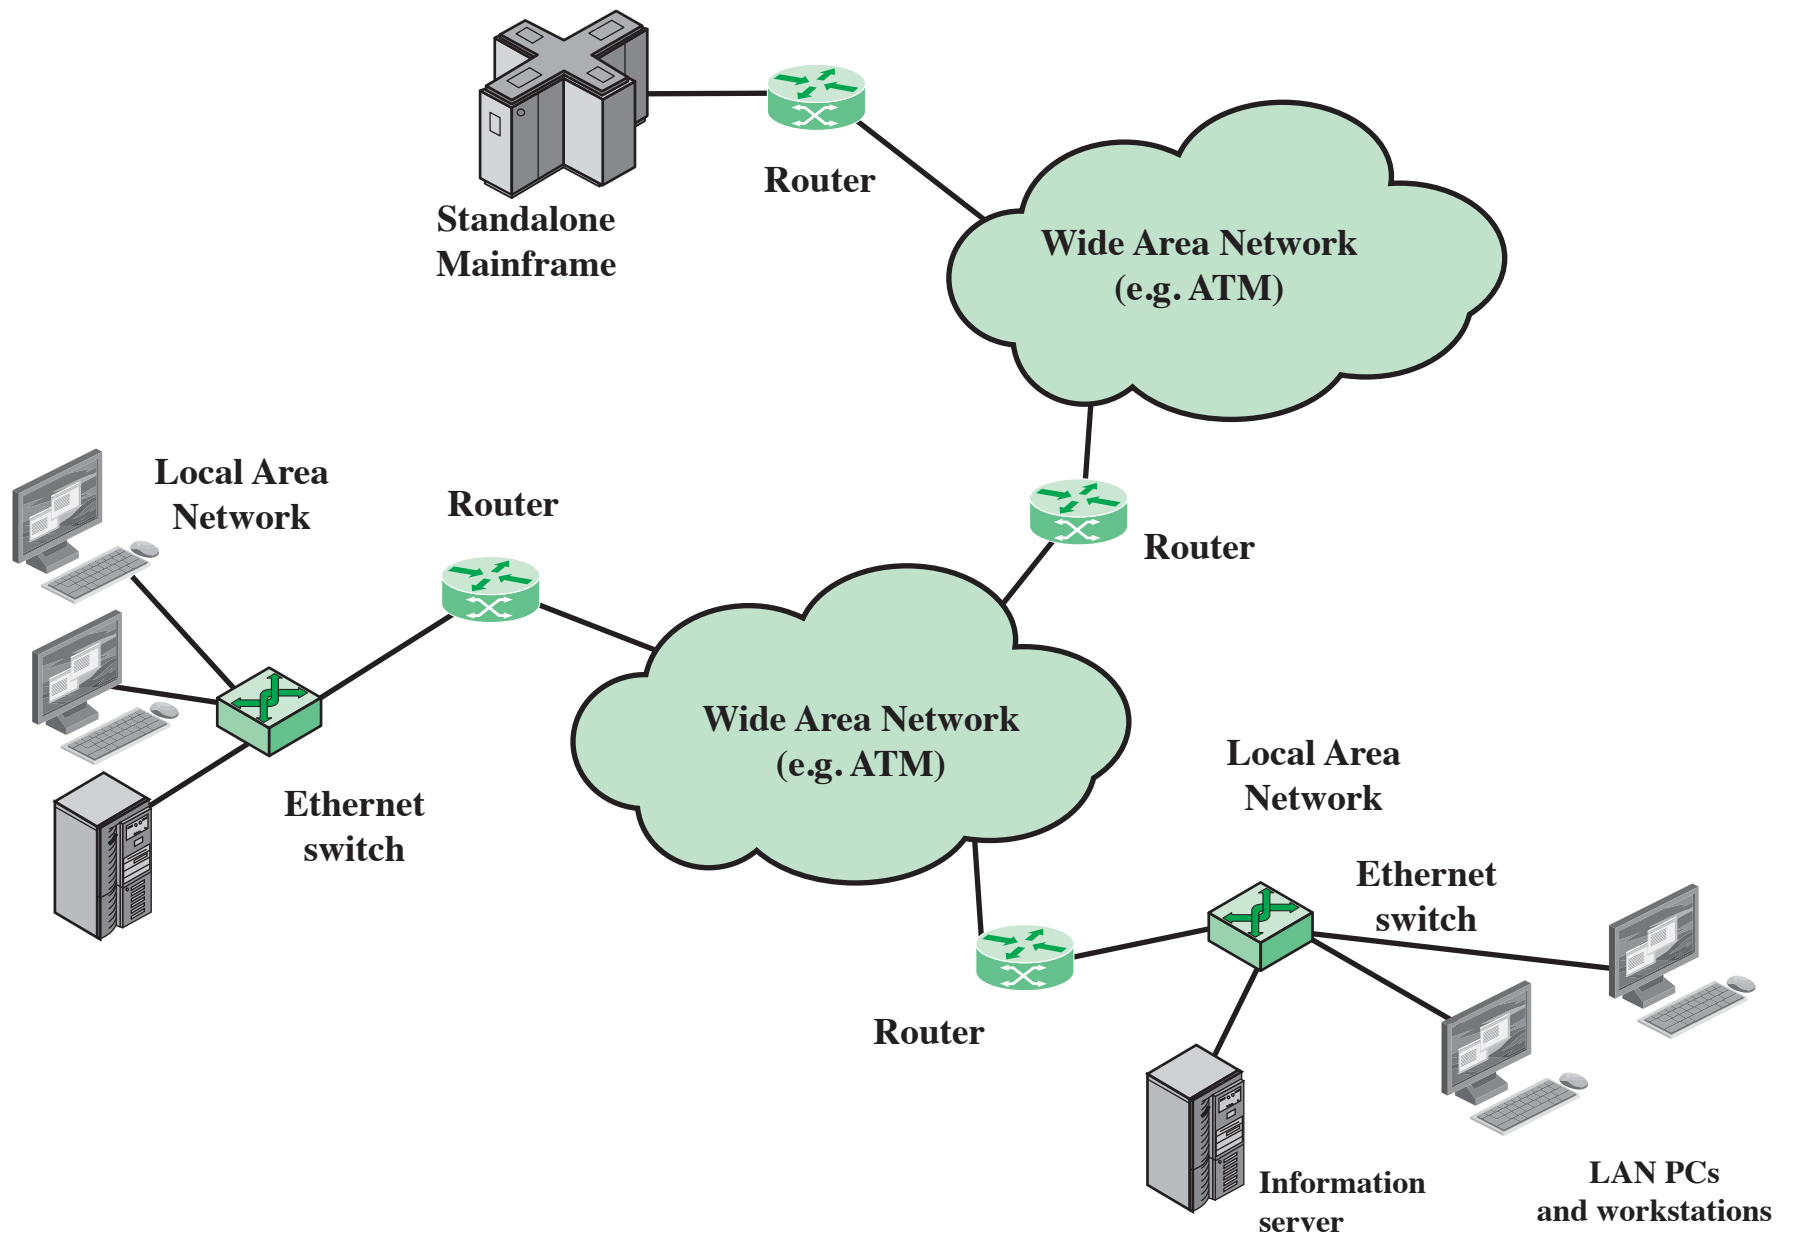 Router
Standalone
Mainframe
Wide Area Network
(e.g. ATM)
Local Area
Network
Router
Router
Ethernet
switch
Wide Area Network
(e.g. ATM)
Local Area
Network
Ethernet
switch
Router
Information
server
LAN PCs
and workstations